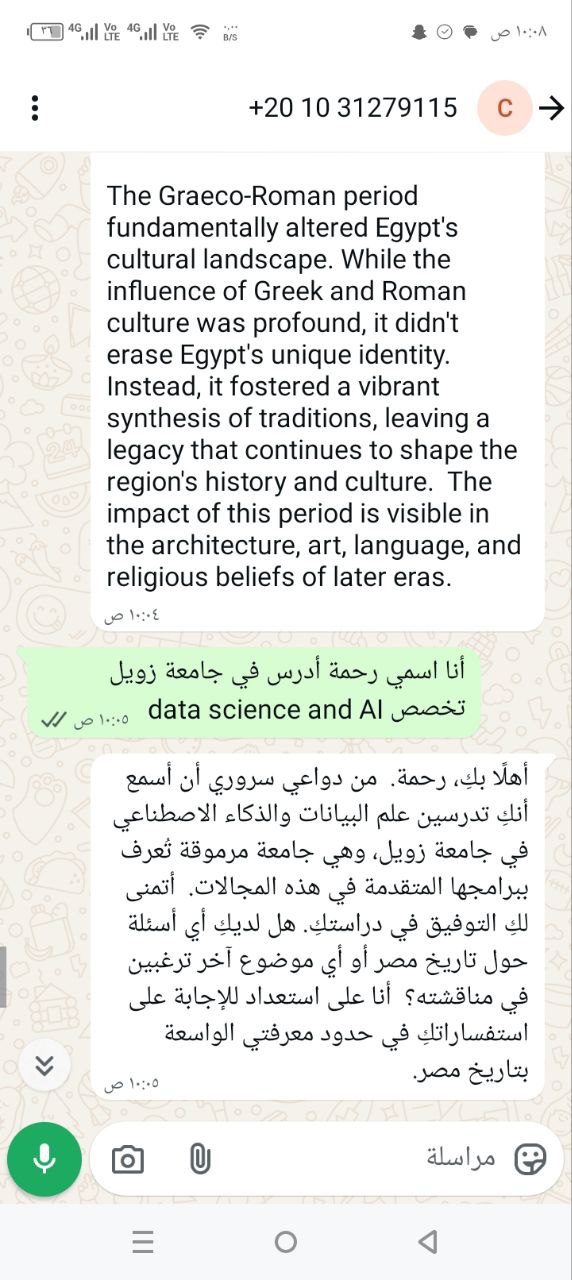 ١٠:٠٨ ص
B/S
Vo LTE
4G
Vo LTE
4G
٣٦
+20 10 31279115
C
The Graeco-Roman period
fundamentally altered Egypt's
cultural landscape. While the
influence of Greek and Roman
culture was profound, it didn't
erase Egypt's unique identity.
Instead, it fostered a vibrant
synthesis of traditions, leaving a
legacy that continues to shape the
region's history and culture.  The
impact of this period is visible in
the architecture, art, language, and
religious beliefs of later eras.
١٠:٠٤ ص
أنا اسمي رحمة أدرس في جامعة زويل
تخصص data science and AI
١٠:٠٥ ص
أهلًا بكِ، رحمة.  من دواعي سروري أن أسمع
أنكِ تدرسين علم البيانات والذكاء الاصطناعي
في جامعة زويل، وهي جامعة مرموقة تُعرف
ببرامجها المتقدمة في هذه المجالات.  أتمنى
لكِ التوفيق في دراستكِ. هل لديكِ أي أسئلة
حول تاريخ مصر أو أي موضوع آخر ترغبين
في مناقشته؟  أنا على استعداد للإجابة على
استفساراتكِ في حدود معرفتي الواسعة
بتاريخ مصر.
١٠:٠٥ ص
مراسلة